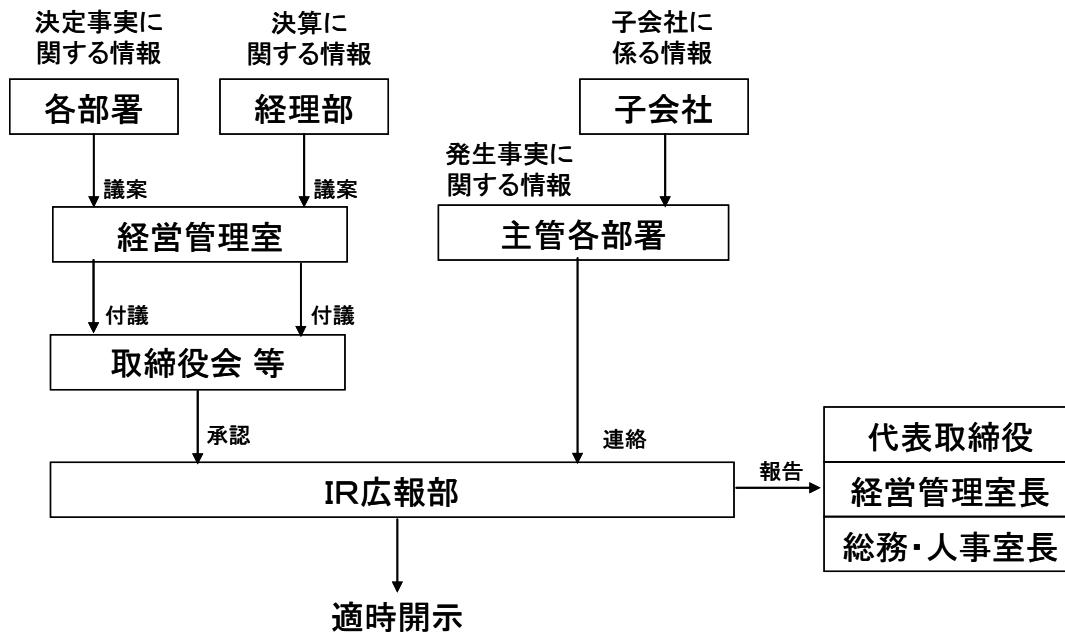 決定事実に
関する情報
決算に
関する情報
子会社に
係る情報
各部署
経理部
子会社
発生事実に
関する情報
議案
議案
経営管理室
主管各部署
付議
付議
取締役会 等
承認
連絡
IR広報部
報告
代表取締役
経営管理室長
総務・人事室長
適時開示